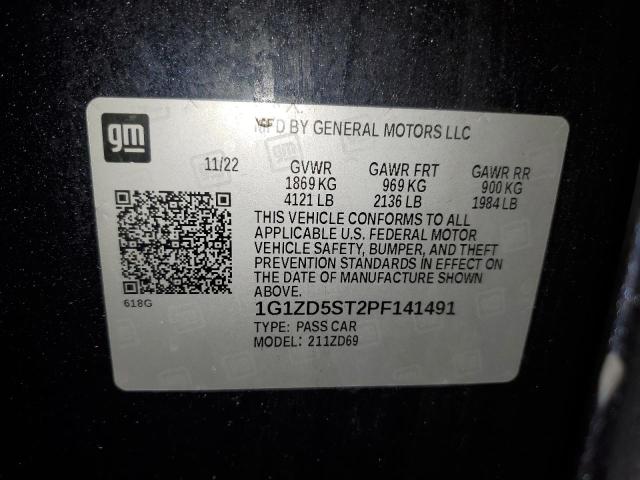 gm
MFD BY GENERAL MOTORS LLC
11/22 GVWR GAWR FRT GAWR RR
1869 KG 969 KG 900 KG
4121 LB 2136 LB 1984 LB
THIS VEHICLE CONFORMS TO ALL
APPLICABLE U.S. FEDERAL MOTOR
VEHICLE SAFETY, BUMPER, AND THEFT
PREVENTION STANDARDS IN EFFECT ON
THE DATE OF MANUFACTURE SHOWN
ABOVE.
618G
1G1ZD5ST2PF141491
TYPE: PASS CAR
MODEL: 211ZD69